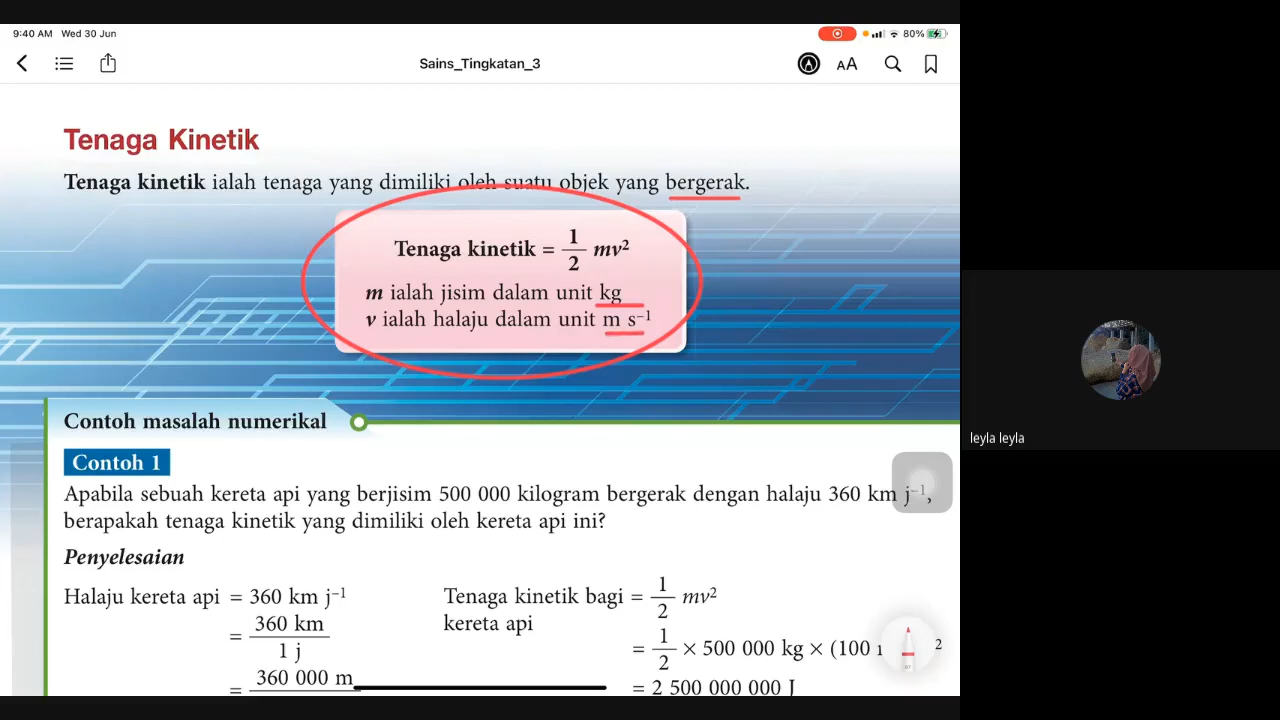 9:40 AM Wed 30 Jun
80%
Sains_Tingkatan_3
AA
Tenaga Kinetik
Tenaga kinetik ialah tenaga yang dimiliki oleh suatu objek yang bergerak.
Tenaga kinetik = 1/2 mv²
m ialah jisim dalam unit kg
v ialah halaju dalam unit m s⁻¹
Contoh masalah numerikal
Contoh 1
Apabila sebuah kereta api yang berjisim 500 000 kilogram bergerak dengan halaju 360 km j⁻¹,
berapakah tenaga kinetik yang dimiliki oleh kereta api ini?
Penyelesaian
Halaju kereta api = 360 km j⁻¹
= 360 km / 1 j
= 360 000 m
Tenaga kinetik bagi kereta api = 1/2 mv²
= 1/2 × 500 000 kg × (100
2
= 2 500 000 000 J
leyla leyla